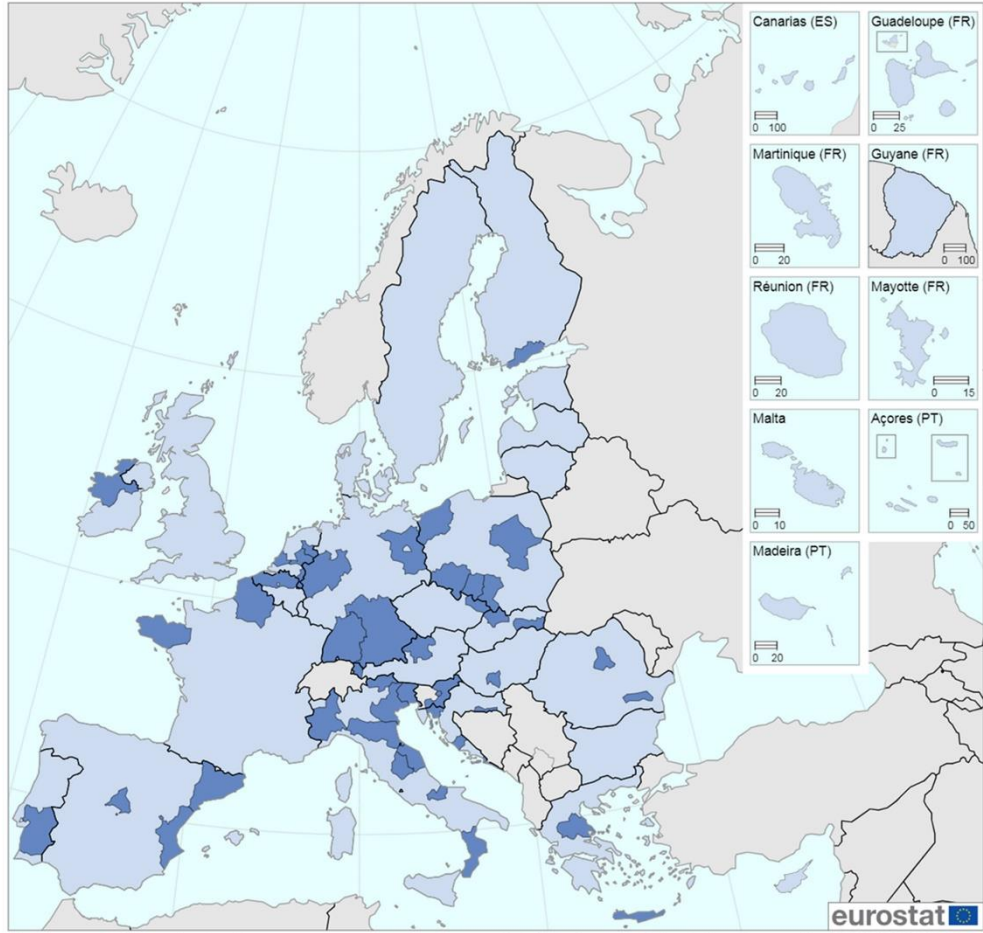 Canarias (ES)
0 100
Guadeloupe (FR)
0 25
Martinique (FR)
0 20
Guyane (FR)
0 100
Réunion (FR)
0 20
Mayotte (FR)
0 15
Malta
0 10
Açores (PT)
0 50
Madeira (PT)
0 20
eurostat